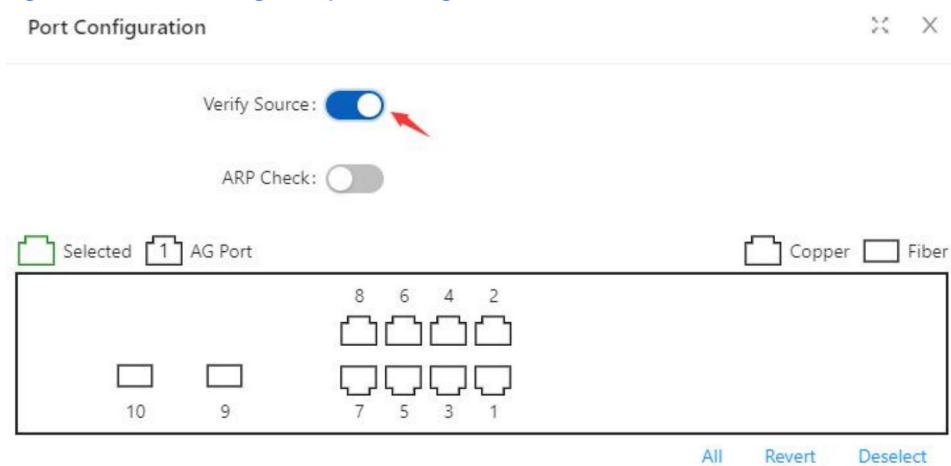 Port Configuration
Verify Source:
ARP Check:
Selected 1 AG Port Copper Fiber
8 6 4 2
10 9 7 5 3 1
All Revert Deselect